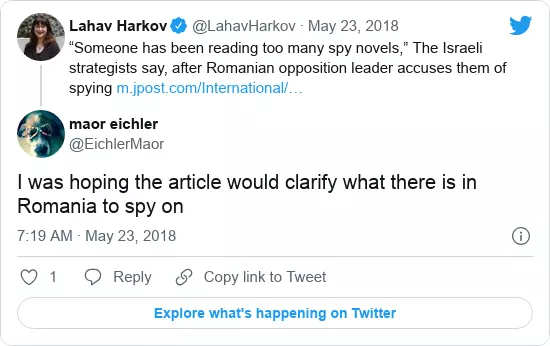 Lahav Harkov @LahavHarkov · May 23, 2018
“Someone has been reading too many spy novels,” The Israeli
strategists say, after Romanian opposition leader accuses them of
spying m.jpost.com/International/…
maor eichler
@EichlerMaor
I was hoping the article would clarify what there is in
Romania to spy on
7:19 AM · May 23, 2018
1 Reply Copy link to Tweet
Explore what's happening on Twitter